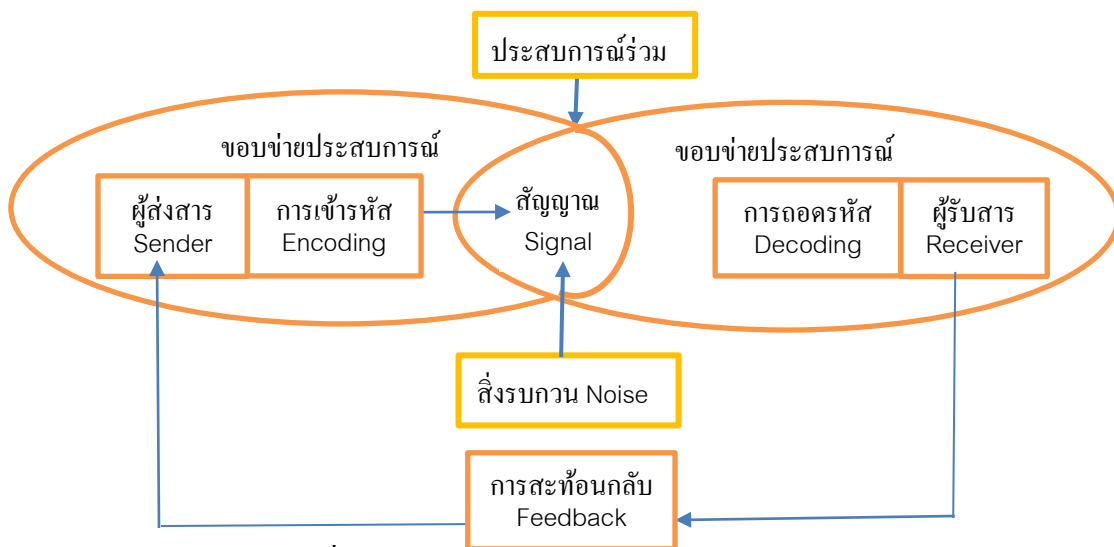 ประสบการณ์ร่วม
ขอบข่ายประสบการณ์
ขอบข่ายประสบการณ์
ผู้ส่งสาร
Sender
การเข้ารหัส
Encoding
สัญญาณ
Signal
การถอดรหัส
Decoding
ผู้รับสาร
Receiver
สิ่งรบกวน Noise
การสะท้อนกลับ
Feedback